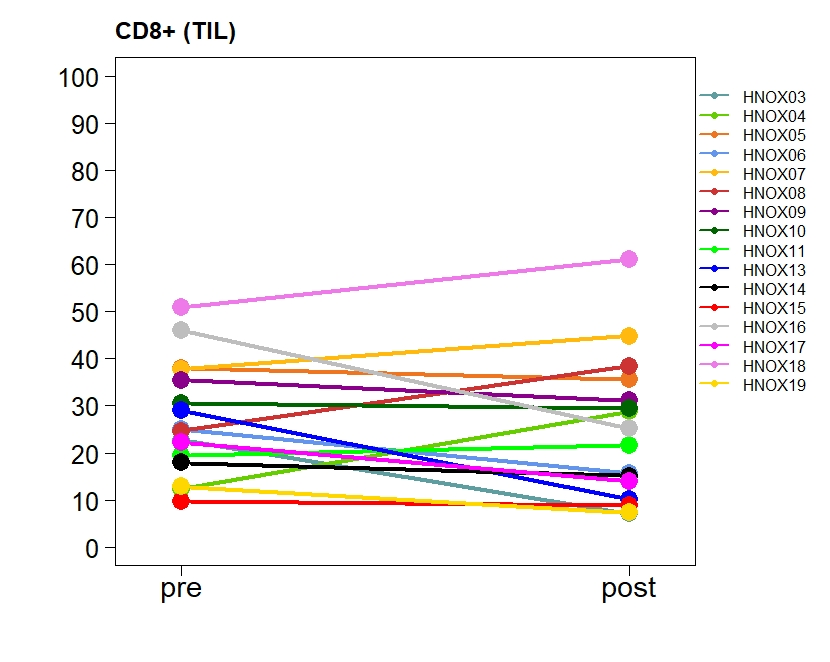 CD8+ (TIL)
100
90
80
70
60
50
40
30
20
10
0
pre
post
HNOX03
HNOX04
HNOX05
HNOX06
HNOX07
HNOX08
HNOX09
HNOX10
HNOX11
HNOX13
HNOX14
HNOX15
HNOX16
HNOX17
HNOX18
HNOX19